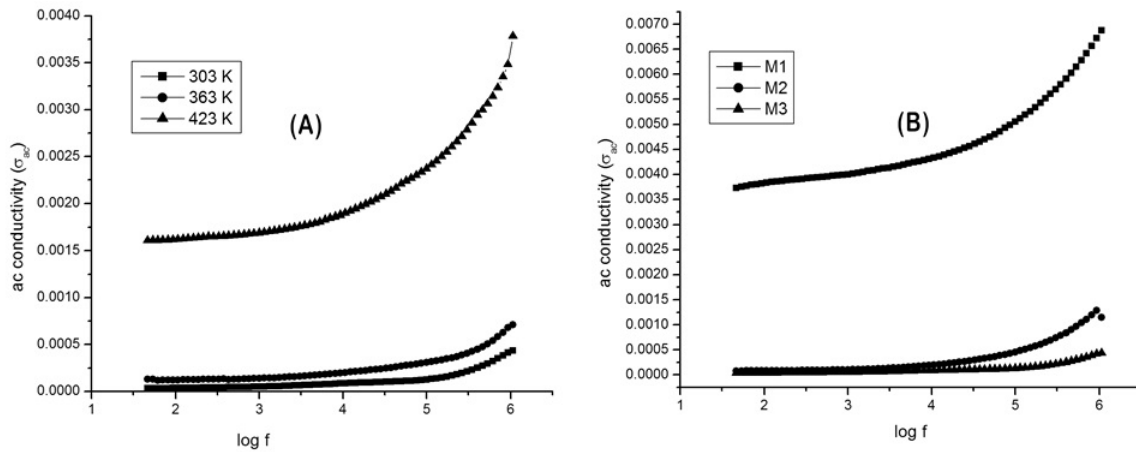 0.0040
0.0035
0.0030
0.0025
0.0020
0.0015
0.0010
0.0005
0.0000
ac conductivity (σac)
303 K
363 K
423 K
(A)
1 2 3 4 5 6
log f
0.0070
0.0065
0.0060
0.0055
0.0050
0.0045
0.0040
0.0035
0.0030
0.0025
0.0020
0.0015
0.0010
0.0005
0.0000
ac conductivity (σac)
M1
M2
M3
(B)
1 2 3 4 5 6
log f